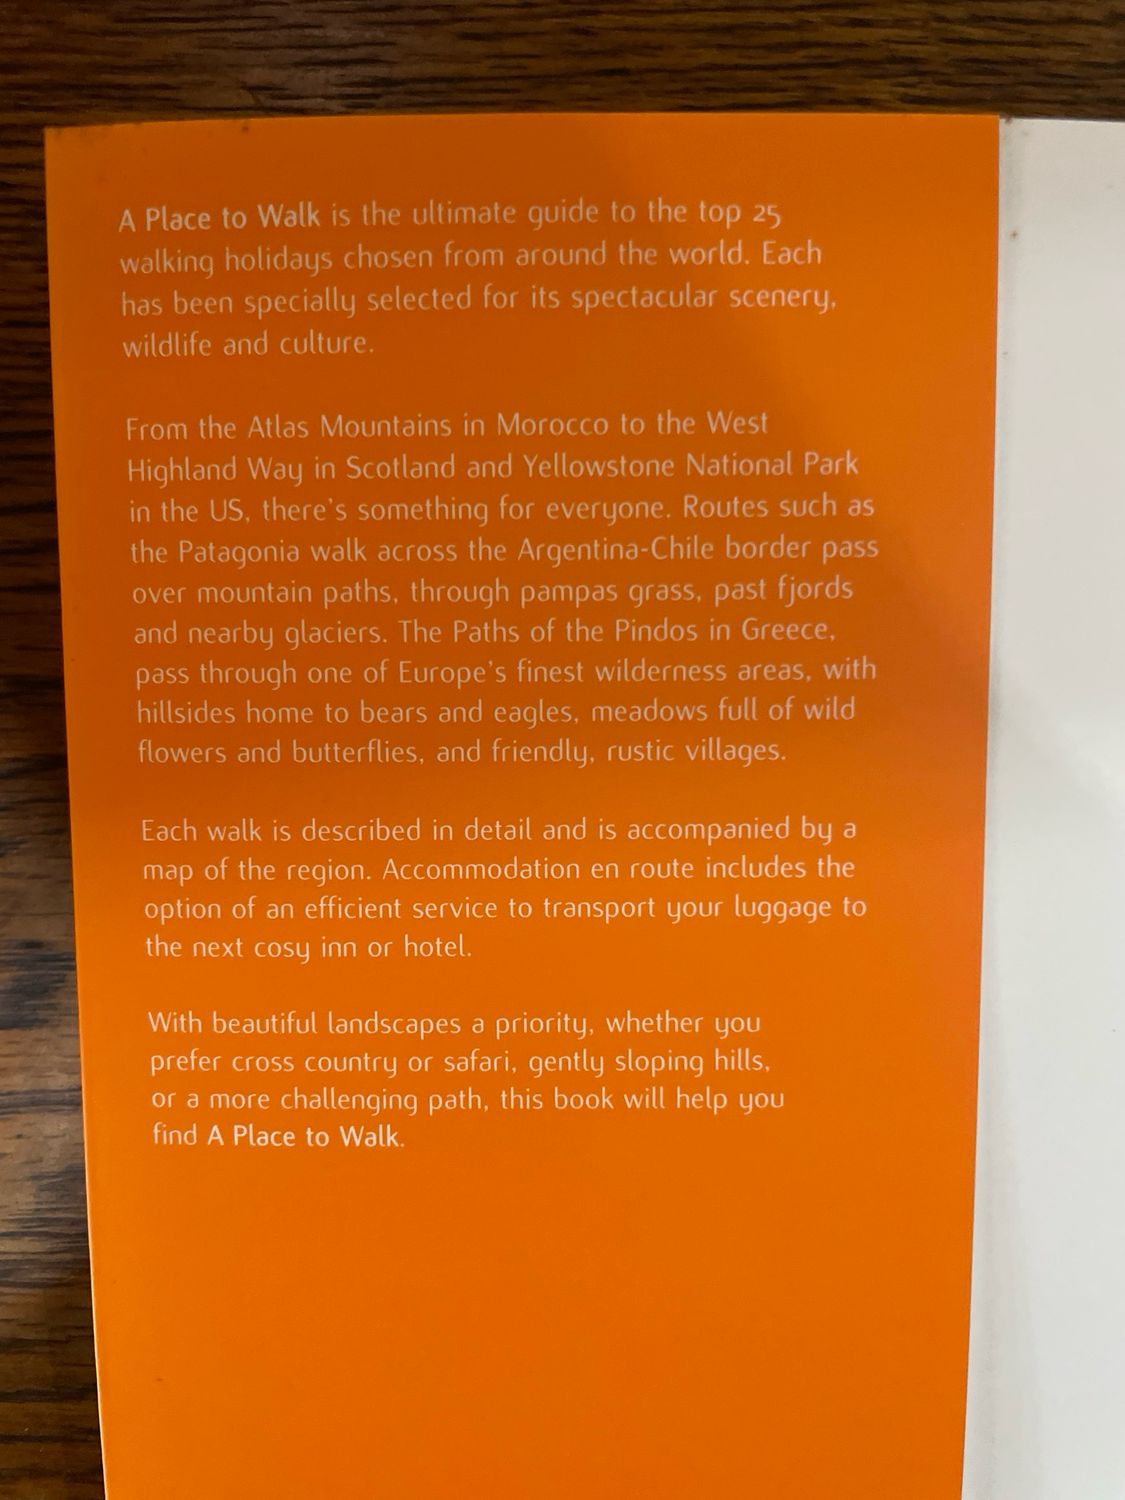 A Place to Walk is the ultimate guide to the top 25
walking holidays chosen from around the world. Each
has been specially selected for its spectacular scenery,
wildlife and culture.
From the Atlas Mountains in Morocco to the West
Highland Way in Scotland and Yellowstone National Park
in the US, there's something for everyone. Routes such as
the Patagonia walk across the Argentina-Chile border pass
over mountain paths, through pampas grass, past fjords
and nearby glaciers. The Paths of the Pindos in Greece,
pass through one of Europe's finest wilderness areas, with
hillsides home to bears and eagles, meadows full of wild
flowers and butterflies, and friendly, rustic villages.
Each walk is described in detail and is accompanied by a
map of the region. Accommodation en route includes the
option of an efficient service to transport your luggage to
the next cosy inn or hotel.
With beautiful landscapes a priority, whether you
prefer cross country or safari, gently sloping hills,
or a more challenging path, this book will help you
find A Place to Walk.